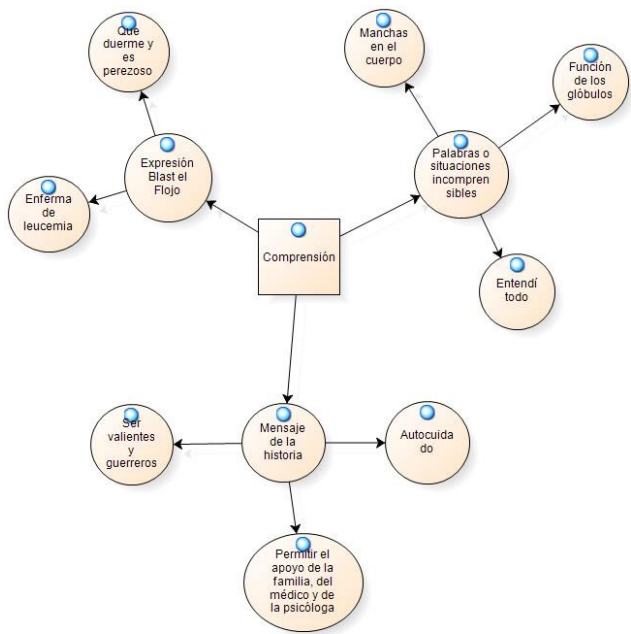 Que
duerme y
es
perezoso
Manchas
en el
cuerpo
Función
de los
glóbulos
Expresión
Blast el
Flojo
Palabras o
situaciones
incompren
sibles
Enferma
de
leucemia
Comprensión
Entendí
todo
Ser
valientes
y
guerreros
Mensaje
de la
historia
Autocuida
do
Permitir el
apoyo de la
familia, del
médico y de
la psicóloga